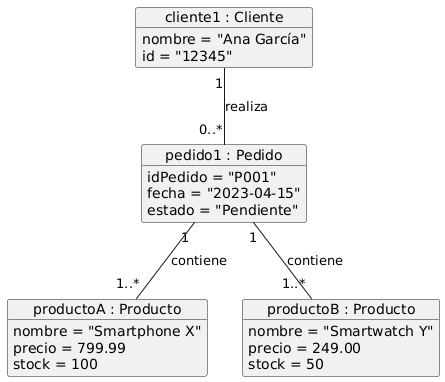 cliente1 : Cliente
nombre = "Ana García"
id = "12345"
1
realiza
0..*
pedido1 : Pedido
idPedido = "P001"
fecha = "2023-04-15"
estado = "Pendiente"
1
1
contiene
contiene
1..*
1..*
productoA : Producto
nombre = "Smartphone X"
precio = 799.99
stock = 100
productoB : Producto
nombre = "Smartwatch Y"
precio = 249.00
stock = 50